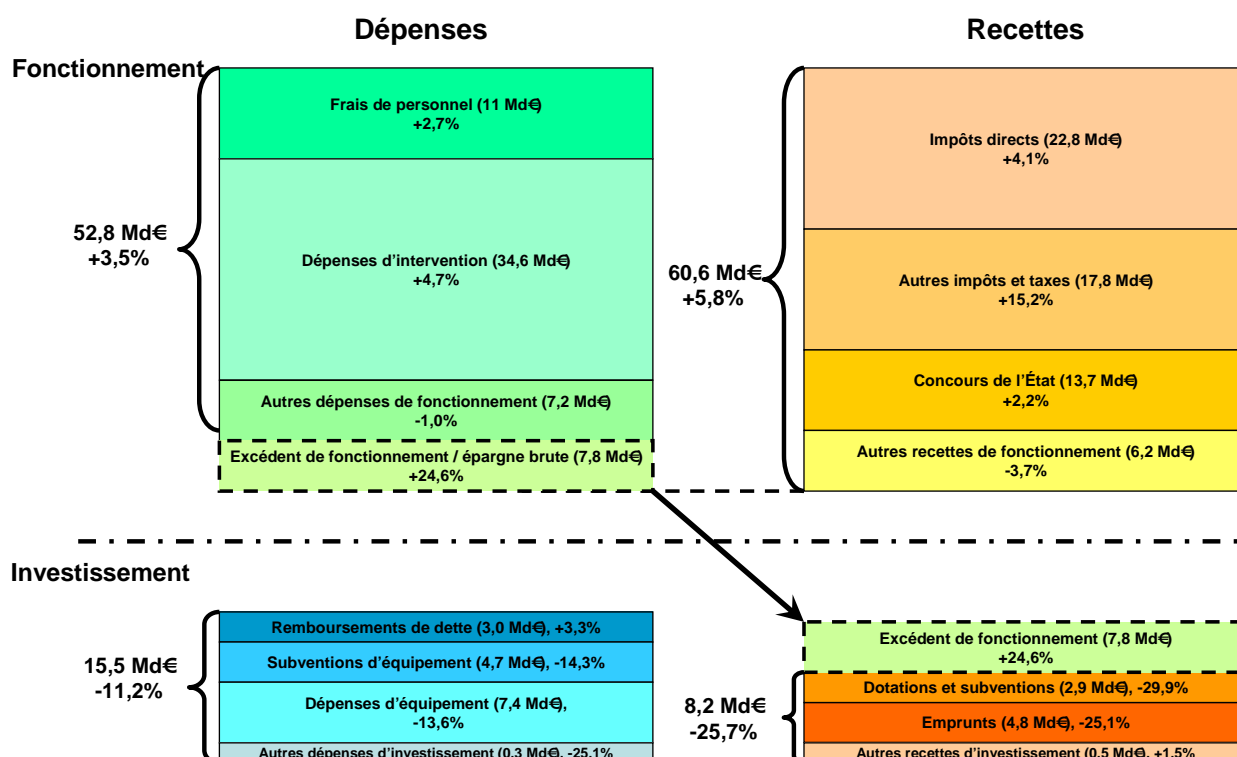 Dépenses
Recettes
Fonctionnement
Frais de personnel (11 Md€)
+2,7%
Dépenses d'intervention (34,6 Md€)
+4,7%
52,8 Md€
+3,5%
Autres dépenses de fonctionnement (7,2 Md€)
-1,0%
Excédent de fonctionnement / épargne brute (7,8 Md€)
+24,6%
Impôts directs (22,8 Md€)
+4,1%
60,6 Md€
+5,8%
Autres impôts et taxes (17,8 Md€)
+15,2%
Concours de l'État (13,7 Md€)
+2,2%
Autres recettes de fonctionnement (6,2 Md€)
-3,7%
Investissement
15,5 Md€
-11,2%
Remboursements de dette (3,0 Md€), +3,3%
Subventions d'équipement (4,7 Md€), -14,3%
Dépenses d'équipement (7,4 Md€),
-13,6%
Autres dépenses d'investissement (0,3 Md€), -25,1%
Excédent de fonctionnement (7,8 Md€)
+24,6%
8,2 Md€
-25,7%
Dotations et subventions (2,9 Md€), -29,9%
Emprunts (4,8 Md€), -25,1%
Autres recettes d'investissement (0,5 Md€), +1,5%